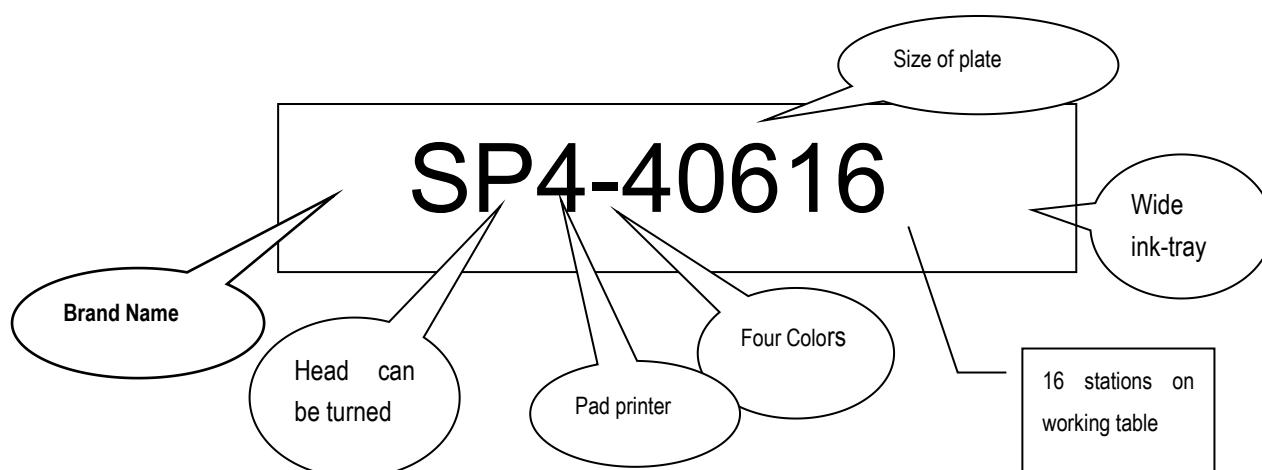 Size of plate
SP4-40616
Wide
ink-tray
Brand Name
Four Colors
Head can
be turned
Pad printer
16 stations on
working table